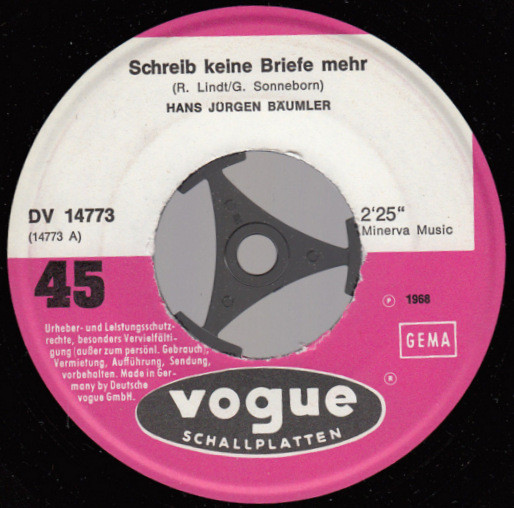 Schreib keine Briefe mehr
(R. Lindt/G. Sonneborn)
HANS JÜRGEN BÄUMLER
DV 14773
(14773 A)
2'25"
Minerva Music
45
℗ 1968
GEMA
Urheber- und Leistungsschutz-
rechte, besonders Vervielfälti-
gung (außer zum persönl. Gebrauch),
Vermietung, Aufführung, Sendung,
vorbehalten. Made in Ger-
many by Deutsche
vogue GmbH.
vogue
SCHALLPLATTEN